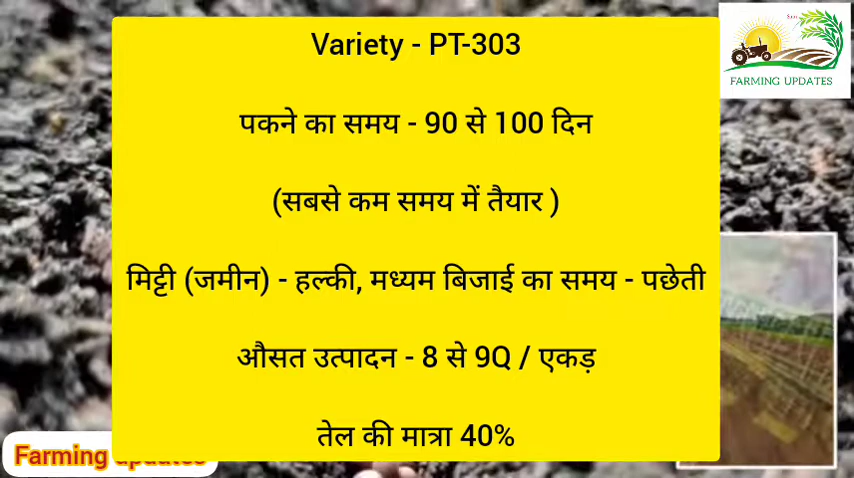 Variety - PT-303
पकने का समय - 90 से 100 दिन
(सबसे कम समय में तैयार )
मिट्टी (जमीन) - हल्की, मध्यम बिजाई का समय - पछेती
औसत उत्पादन - 8 से 9Q / एकड़
तेल की मात्रा 40%
FARMING UPDATES
Farming updates